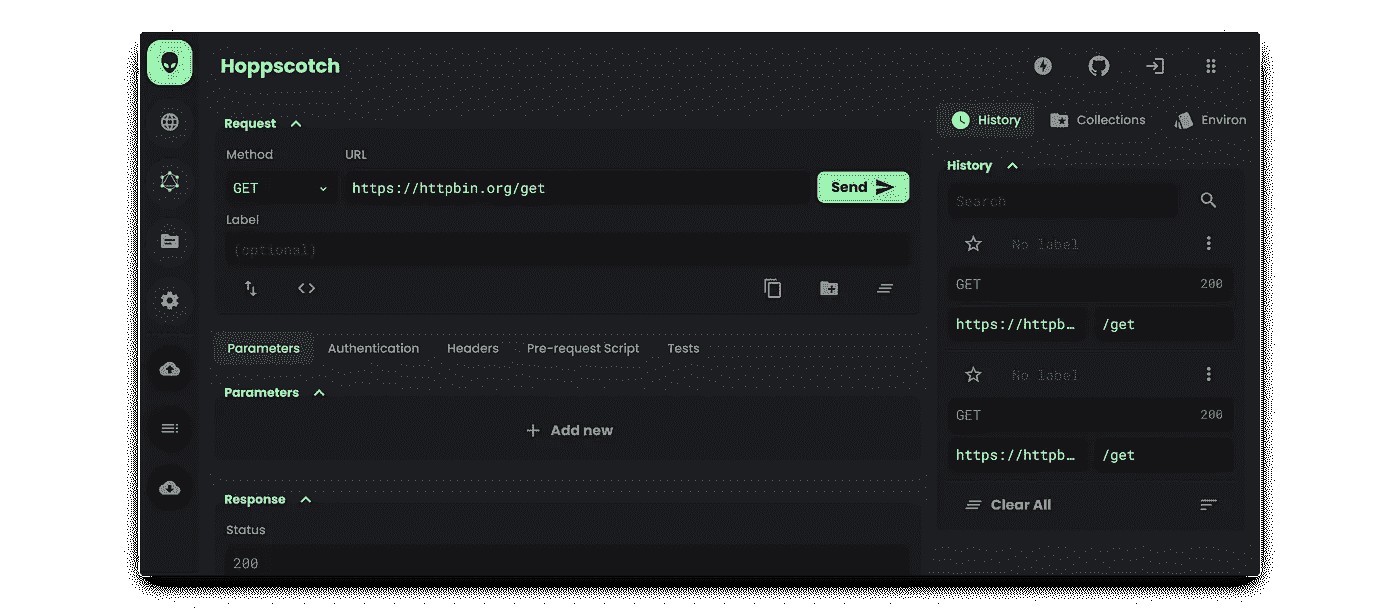 Hoppscotch
Request
Method
URL
GET
https://httpbin.org/get
Send
Label
(optional)
Parameters
Authentication
Headers
Pre-request Script
Tests
Parameters
Add new
Response
Status
200
History
Collections
Environ
History
Search
No label
GET
200
https://httpb…
/get
No label
GET
200
https://httpb…
/get
Clear All